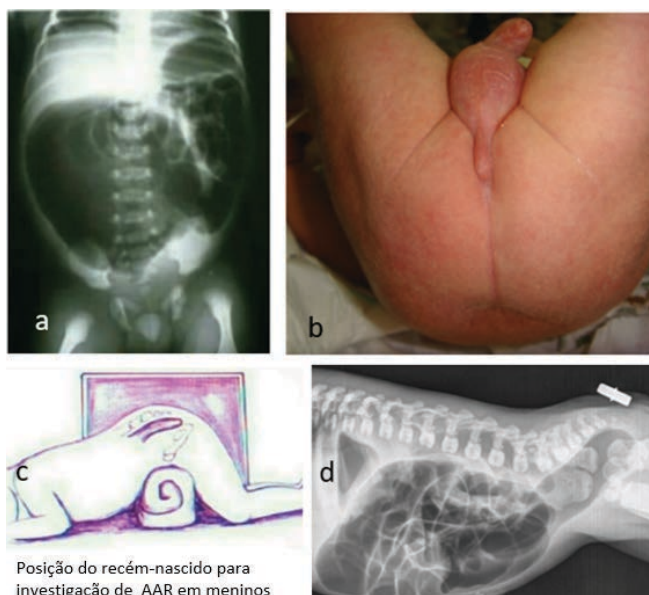 a
b
c
d
Posição do recém-nascido para
investigação de AAR em meninos